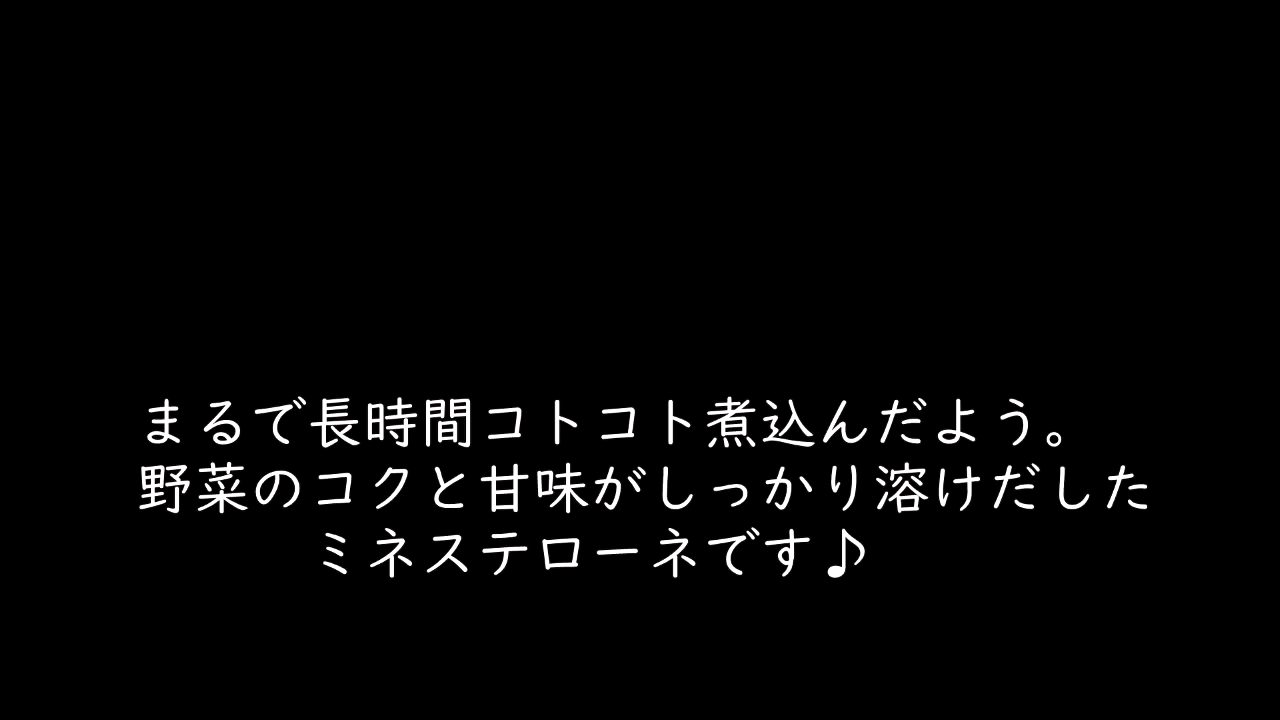 まるで長時間コトコト煮込んだよう。
野菜のコクと甘味がしっかり溶けだした
ミネステローネです♪